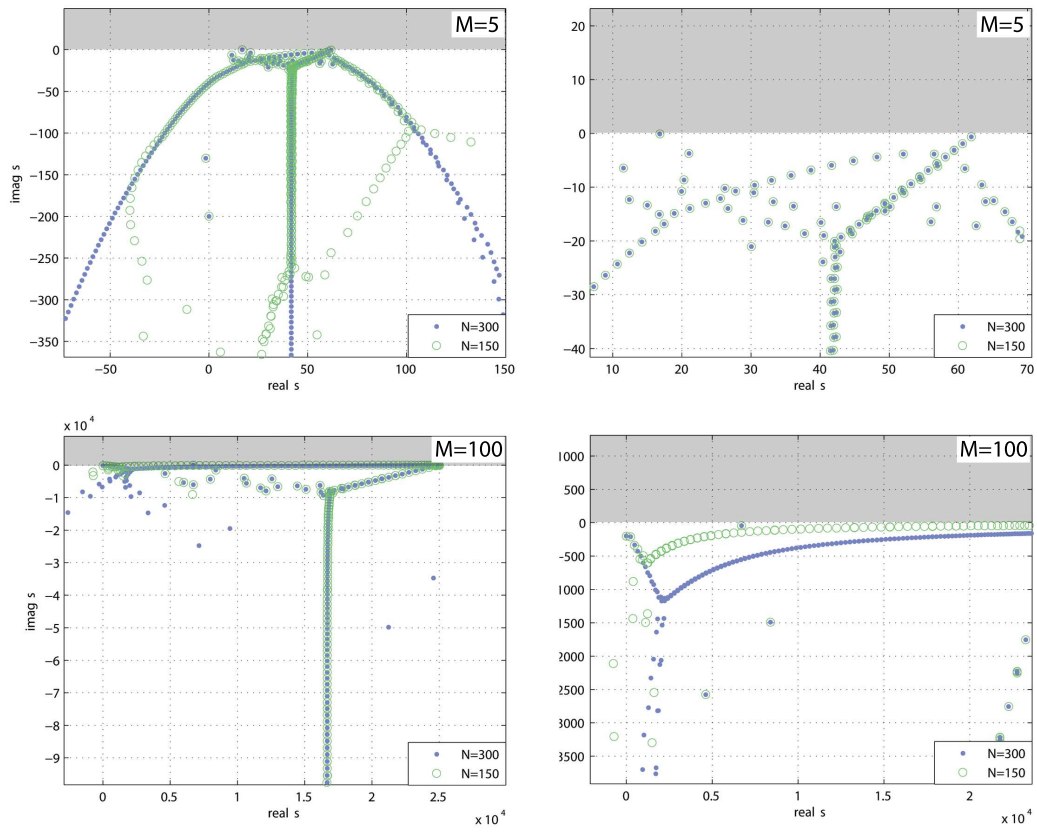 M=5
0
−50
−100
−150
−200
−250
−300
−350
imag s
−50
0
50
100
150
real s
N=300
N=150
M=5
20
10
0
−10
−20
−30
−40
10
20
30
40
50
60
70
real s
N=300
N=150
x 10 4
M=100
0
−1
−2
−3
−4
−5
−6
−7
−8
−9
imag s
0
0.5
1
1.5
2
2.5
real s
x 10 4
N=300
N=150
M=100
1000
500
0
−500
1000
1500
2000
2500
3000
3500
0
0.5
1
1.5
2
real s
x 10 4
N=300
N=150